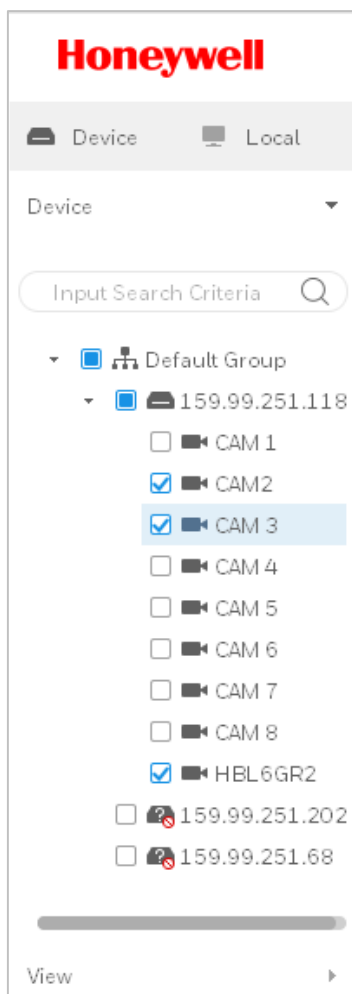 Honeywell
Device Local
Device
Input Search Criteria
Default Group
159.99.251.118
CAM 1
CAM2
CAM 3
CAM 4
CAM 5
CAM 6
CAM 7
CAM 8
HBL6GR2
159.99.251.202
159.99.251.68
View